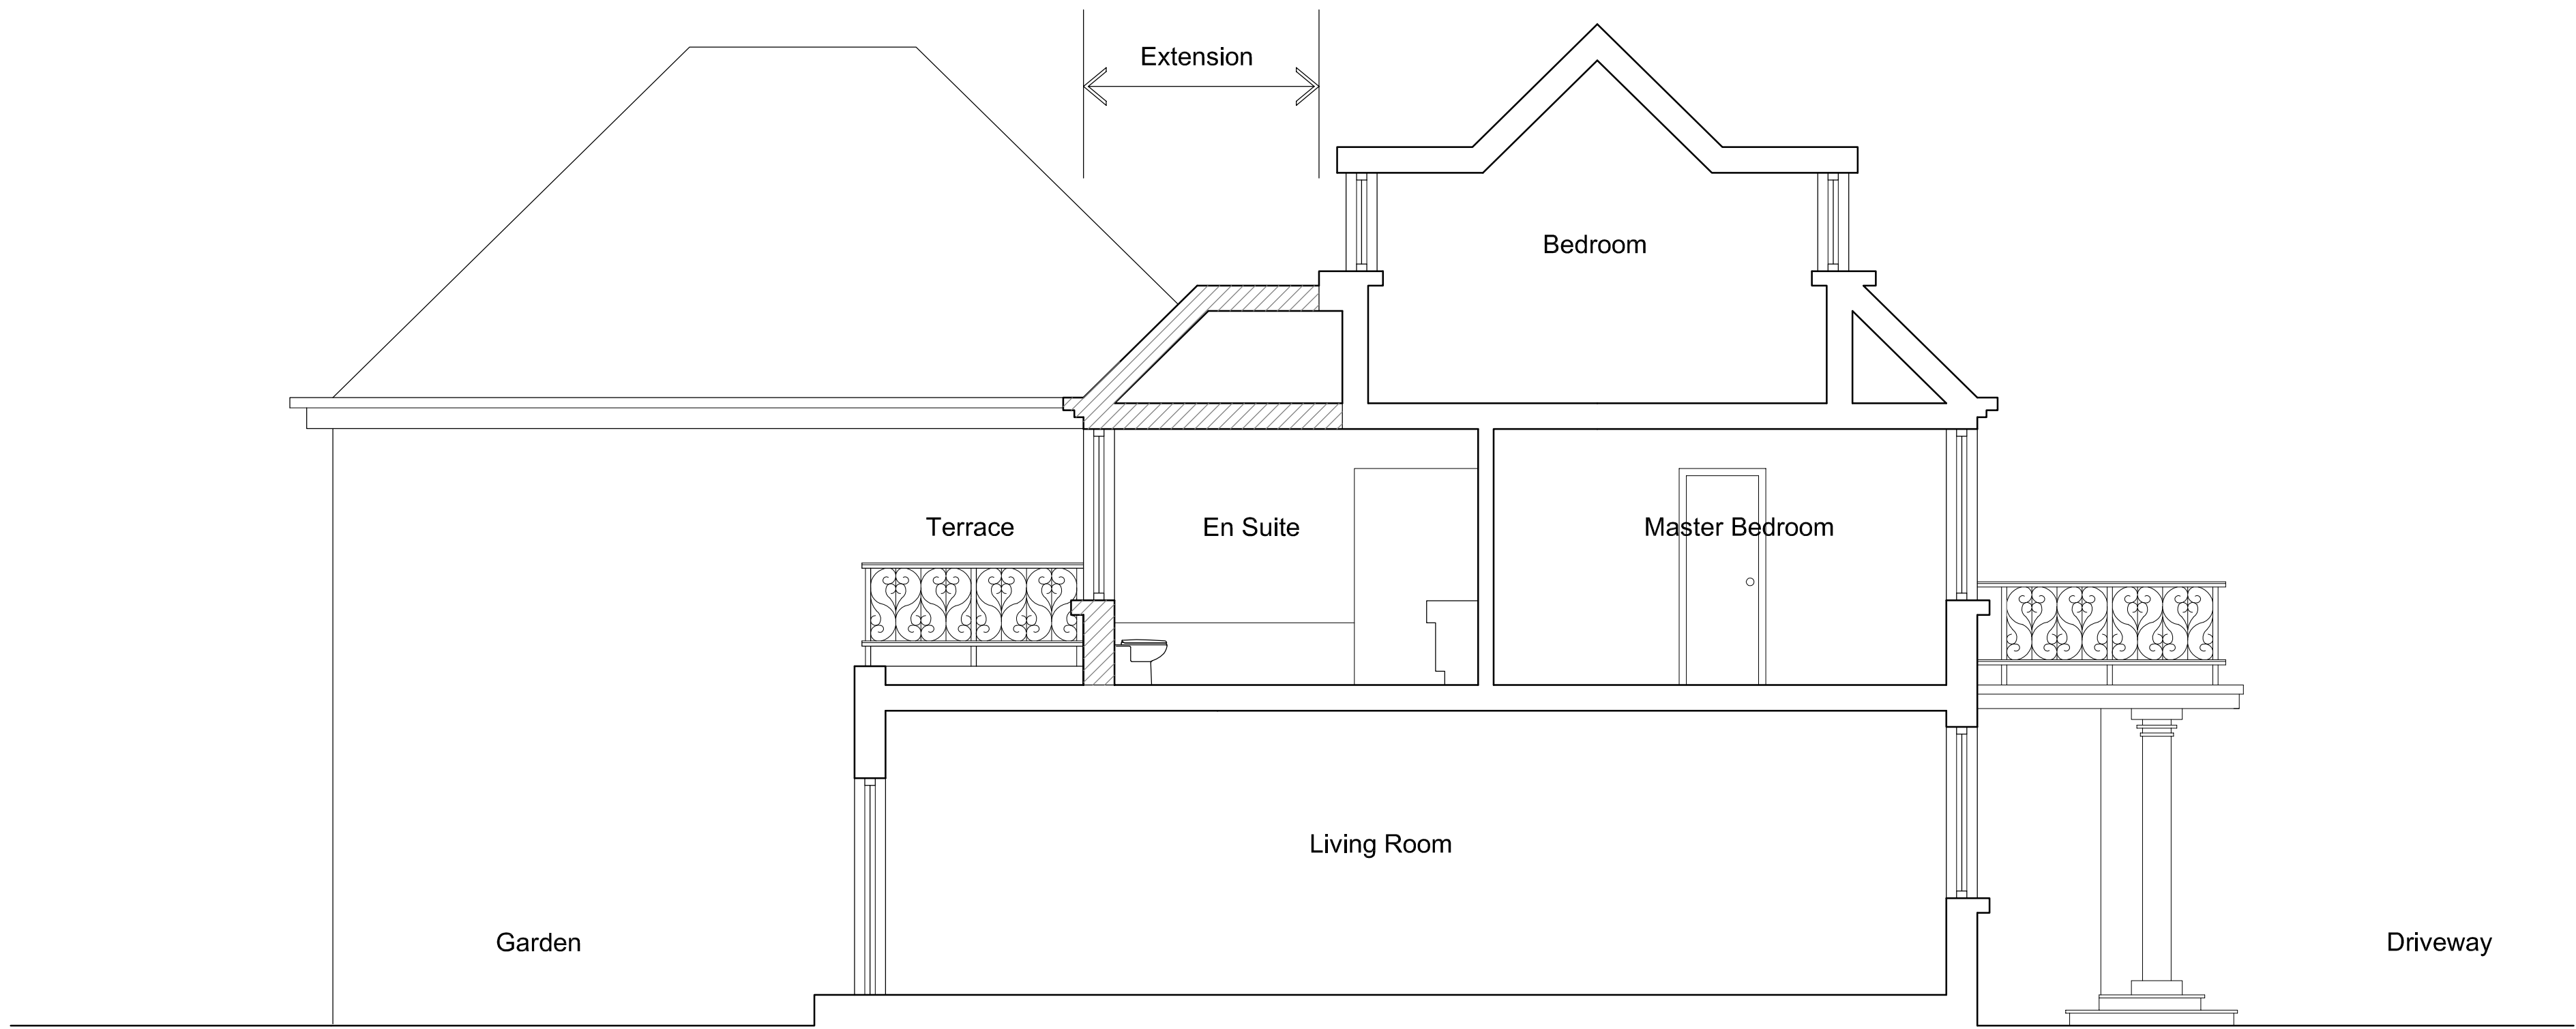 Extension
Bedroom
Terrace
En Suite
Master Bedroom
Living Room
Garden
Driveway